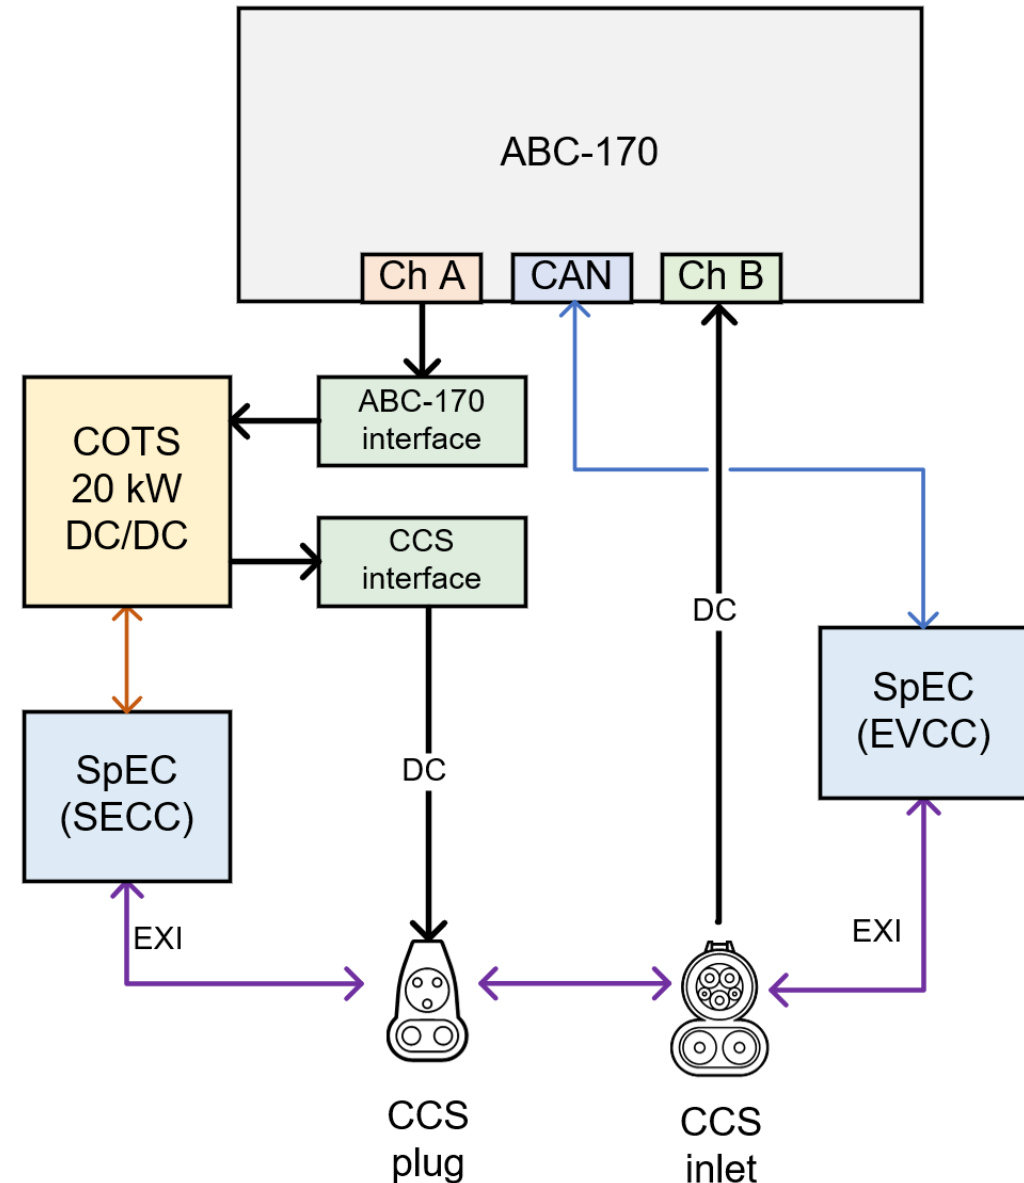 ABC-170
Ch A
CAN
Ch B
ABC-170
interface
COTS
20 kW
DC/DC
CCS
interface
DC
SpEC
(EVCC)
SpEC
(SECC)
DC
EXI
EXI
CCS
plug
CCS
inlet